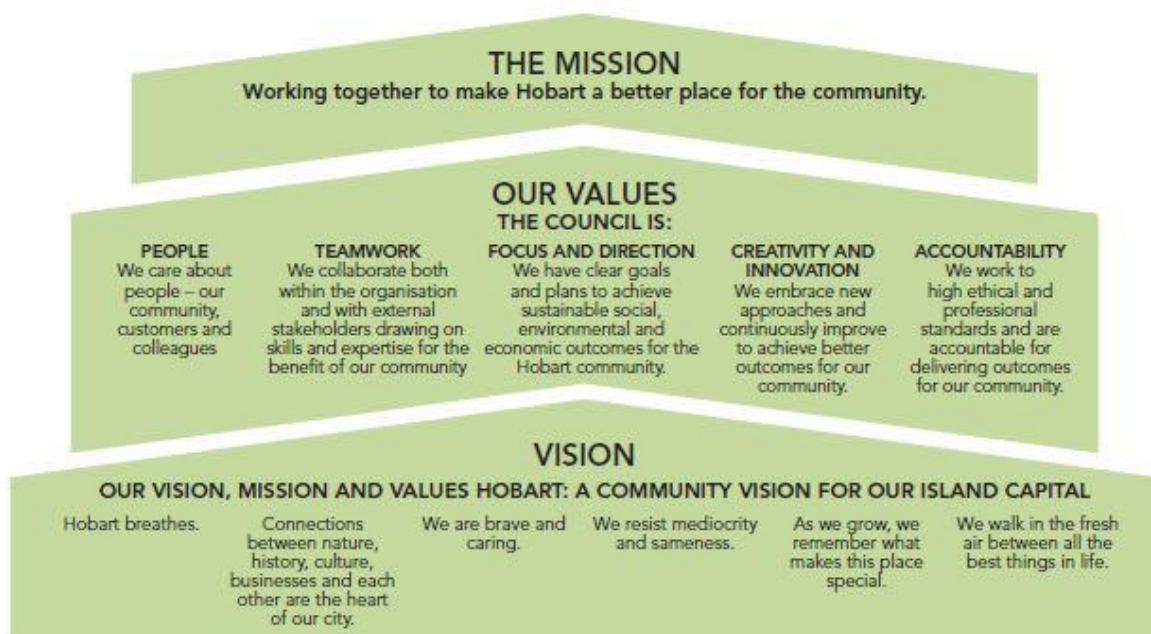 THE MISSION
Working together to make Hobart a better place for the community.
OUR VALUES
THE COUNCIL IS:
PEOPLE
We care about
people – our
community,
customers and
colleagues
TEAMWORK
We collaborate both
within the organisation
and with external
stakeholders drawing on
skills and expertise for the
benefit of our community
FOCUS AND DIRECTION
We have clear goals
and plans to achieve
sustainable social,
environmental and
economic outcomes for the
Hobart community.
CREATIVITY AND
INNOVATION
We embrace new
approaches and
continuously improve
to achieve better
outcomes for our
community.
ACCOUNTABILITY
We work to
high ethical and
professional
standards and are
accountable for
delivering outcomes
for our community.
VISION
OUR VISION, MISSION AND VALUES HOBART: A COMMUNITY VISION FOR OUR ISLAND CAPITAL
Hobart breathes.
Connections
between nature,
history, culture,
businesses and each
other are the heart
of our city.
We are brave and
caring.
We resist mediocrity
and sameness.
As we grow, we
remember what
makes this place
special.
We walk in the fresh
air between all the
best things in life.